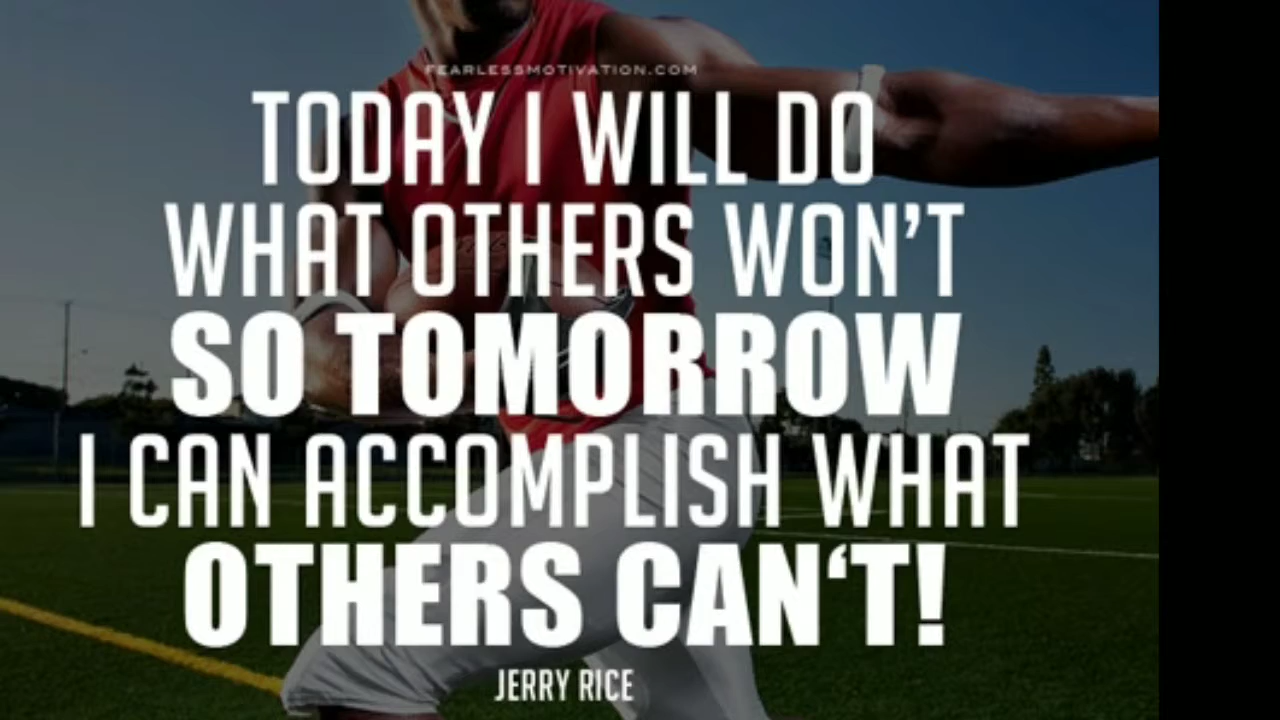 FEARLESSMOTIVATION.COM
TODAY I WILL DO
WHAT OTHERS WON’T
SO TOMORROW
I CAN ACCOMPLISH WHAT
OTHERS CAN‘T!
JERRY RICE